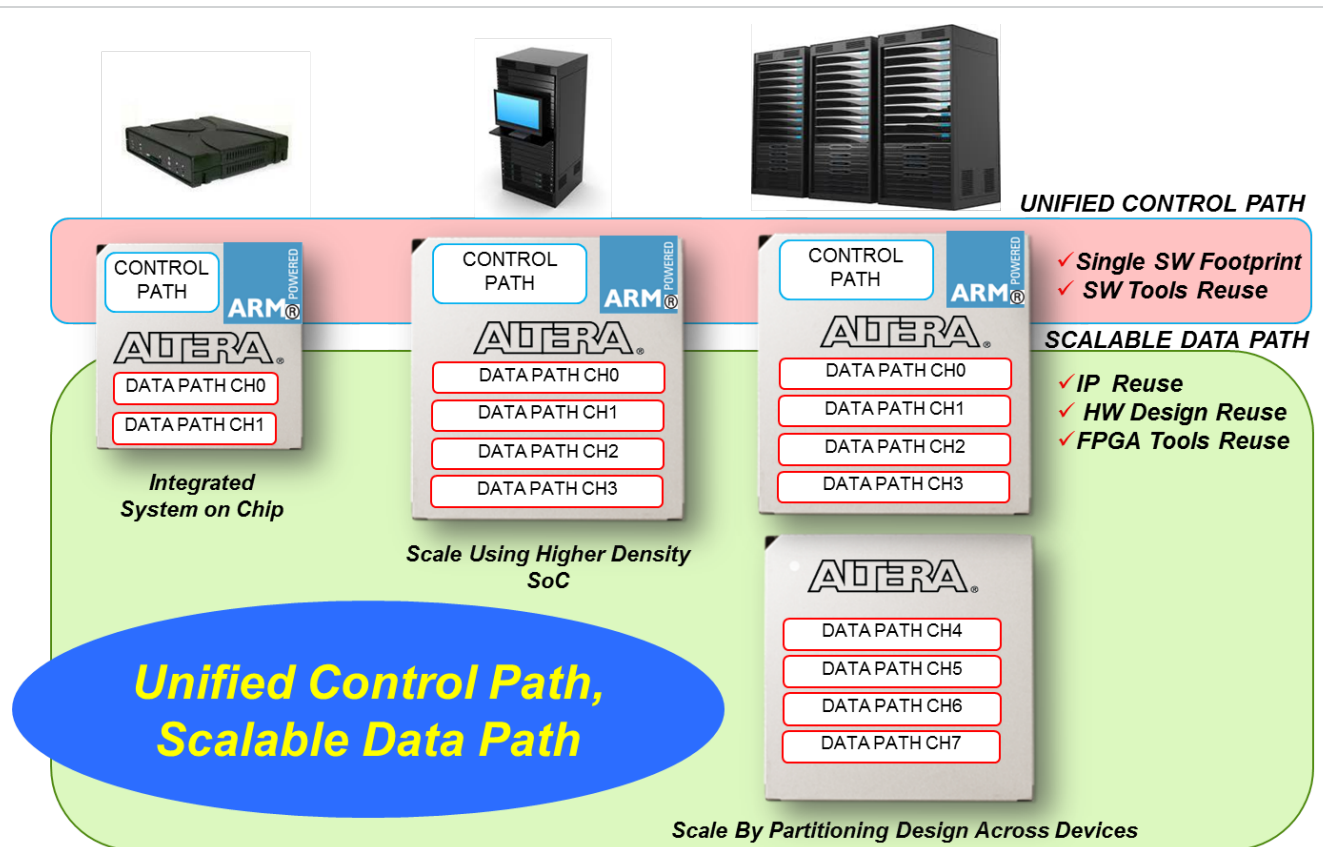 UNIFIED CONTROL PATH
CONTROL
PATH
ARM®
POWERED
ALTERA®
DATA PATH CH0
DATA PATH CH1
Integrated
System on Chip
CONTROL
PATH
ARM®
POWERED
ALTERA®
DATA PATH CH0
DATA PATH CH1
DATA PATH CH2
DATA PATH CH3
Scale Using Higher Density
SoC
CONTROL
PATH
ARM®
POWERED
ALTERA®
DATA PATH CH0
DATA PATH CH1
DATA PATH CH2
DATA PATH CH3
✓Single SW Footprint
✓ SW Tools Reuse
SCALABLE DATA PATH
✓IP Reuse
✓ HW Design Reuse
✓FPGA Tools Reuse
ALTERA®
DATA PATH CH4
DATA PATH CH5
DATA PATH CH6
DATA PATH CH7
Scale By Partitioning Design Across Devices
Unified Control Path,
Scalable Data Path